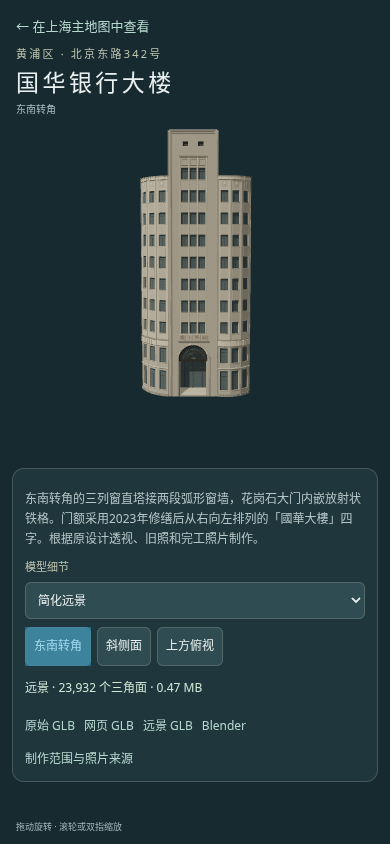 ← 在上海主地图中查看
黄浦区 · 北京东路342号
国华银行大楼
东南转角
东南转角的三列窗直塔接两段弧形窗墙，花岗石大门内嵌放射状
铁格。门额采用2023年修缮后从右向左排列的「國華大樓」四
字。根据原设计透视、旧照和完工照片制作。
模型细节
简化远景
东南转角
斜侧面
上方俯视
远景 · 23,932 个三角面 · 0.47 MB
原始 GLB 网页 GLB 远景 GLB Blender
制作范围与照片来源
拖动旋转 · 滚轮或双指缩放